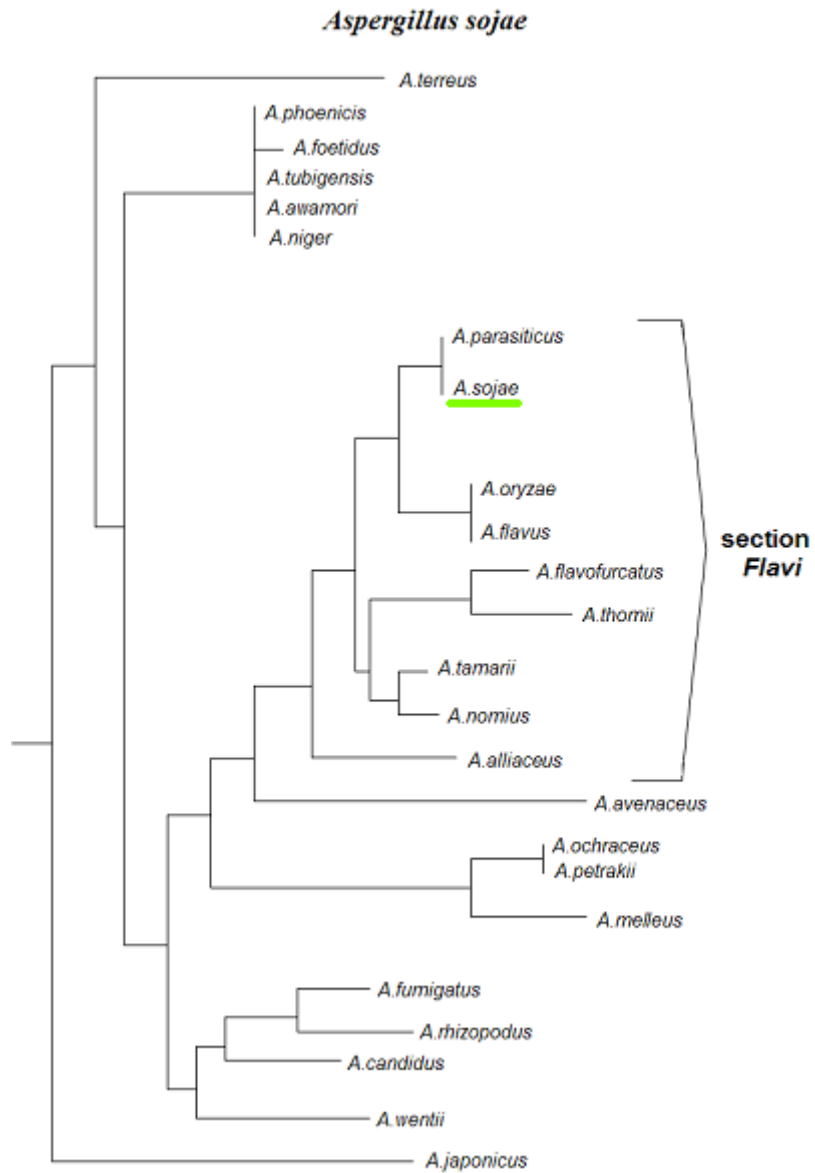 Aspergillus sojae
A.terreus
A.phoenicis
A.foetidus
A.tubigensis
A.awamori
A.niger
A.parasiticus
A.sojae
A.oryzae
A.flavus
section
Flavi
A.flavofurcatus
A.thomii
A.tamarii
A.nomius
A.alliaceus
A.avenaceus
A.ochraceus
A.petrakii
A.melleus
A.fumigatus
A.rhizopodus
A.candidus
A.wentii
A.japonicus